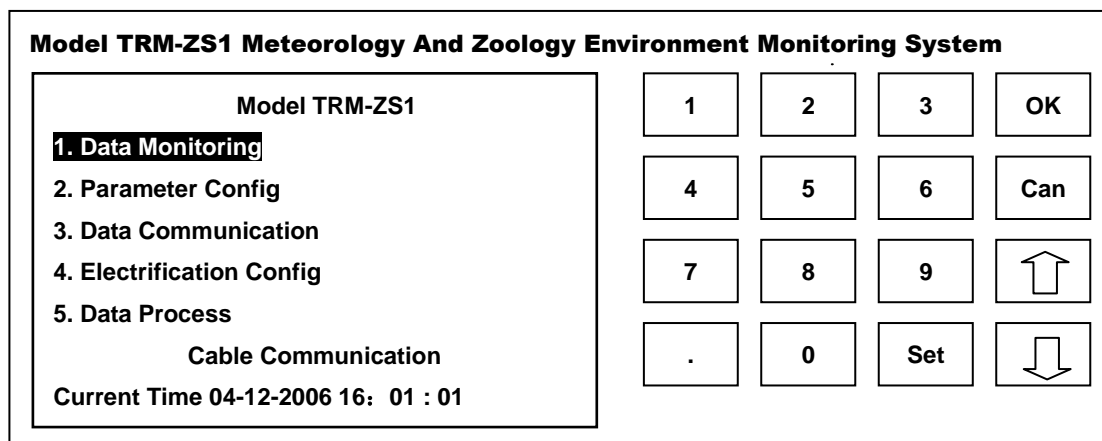 Model TRM-ZS1 Meteorology And Zoology Environment Monitoring System
Model TRM-ZS1
1. Data Monitoring
2. Parameter Config
3. Data Communication
4. Electrification Config
5. Data Process
Cable Communication
Current Time 04-12-2006 16：01 : 01
1 2 3 OK
4 5 6 Can
7 8 9
. 0 Set